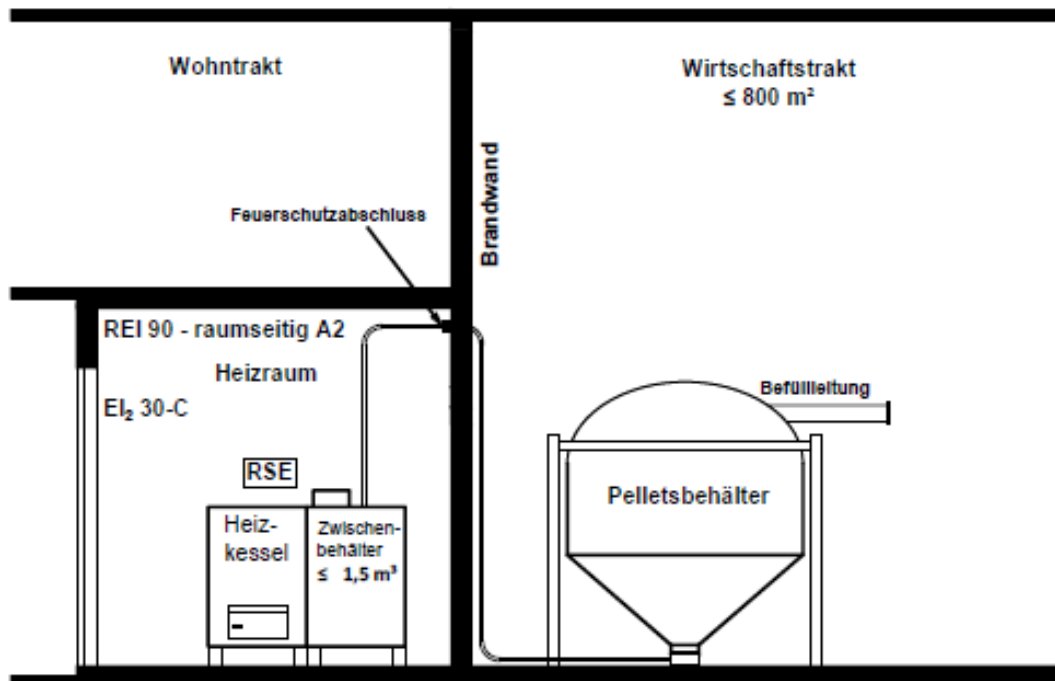 Wohntrakt
Wirtschaftstrakt
≤ 800 m²
Brandwand
Feuerschutzabschluss
REI 90 - raumseitig A2
Heizraum
EI₂ 30-C
Befüllleitung
RSE
Pelletsbehälter
Heiz-
kessel
Zwischen-
behälter
≤ 1,5 m³